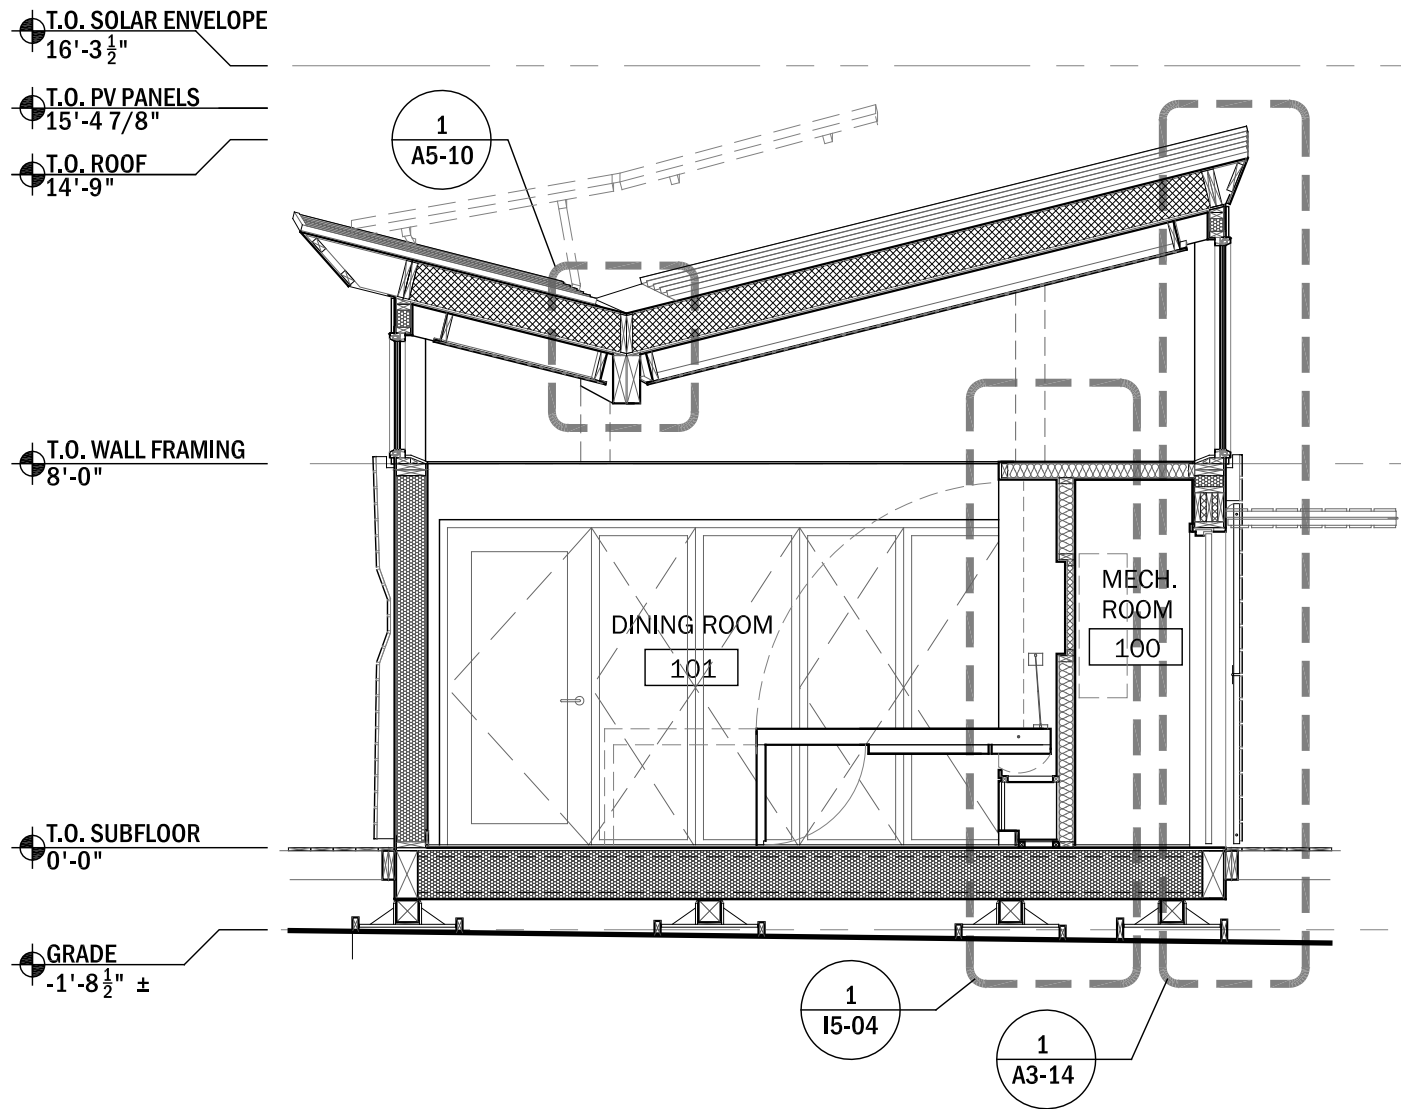 T.O. SOLAR ENVELOPE
16'-3 1/2"
T.O. PV PANELS
15'-4 7/8"
T.O. ROOF
14'-9"
1
A5-10
T.O. WALL FRAMING
8'-0"
DINING ROOM
101
MECH.
ROOM
100
T.O. SUBFLOOR
0'-0"
GRADE
-1'-8 1/2" ±
1
I5-04
1
A3-14